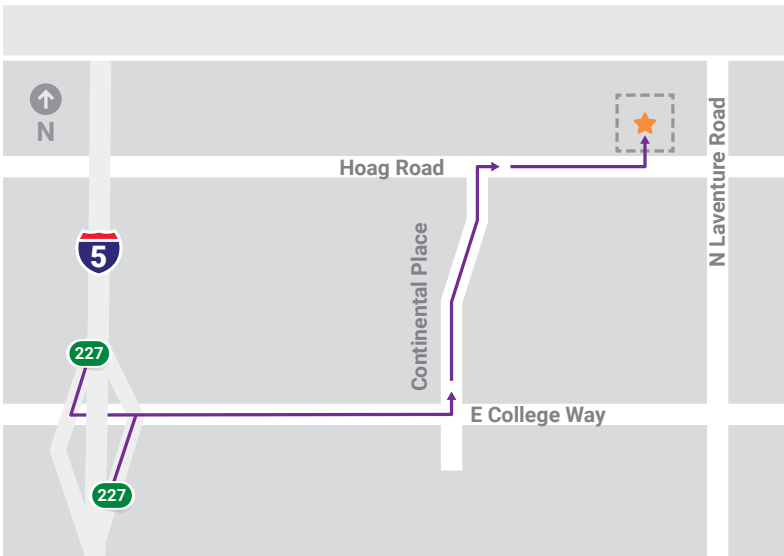 N
Hoag Road
N Laventure Road
5
Continental Place
227
E College Way
227